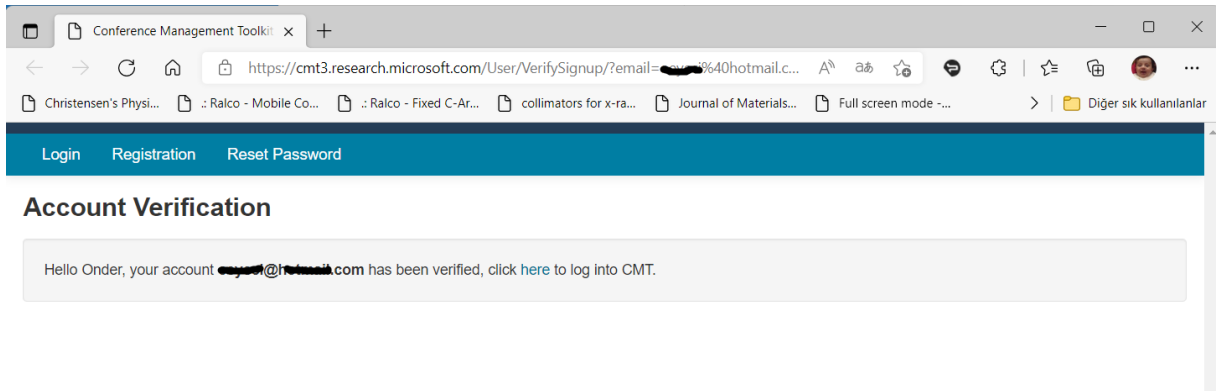 Conference Management Toolkit
https://cmt3.research.microsoft.com/User/VerifySignup/?email= %40hotmail.c...
Christensen's Physi... .: Ralco - Mobile Co... .: Ralco - Fixed C-Ar... collimators for x-ra... Journal of Materials... Full screen mode -... Diğer sık kullanılanlar
Login Registration Reset Password
Account Verification
Hello Onder, your account .com has been verified, click here to log into CMT.